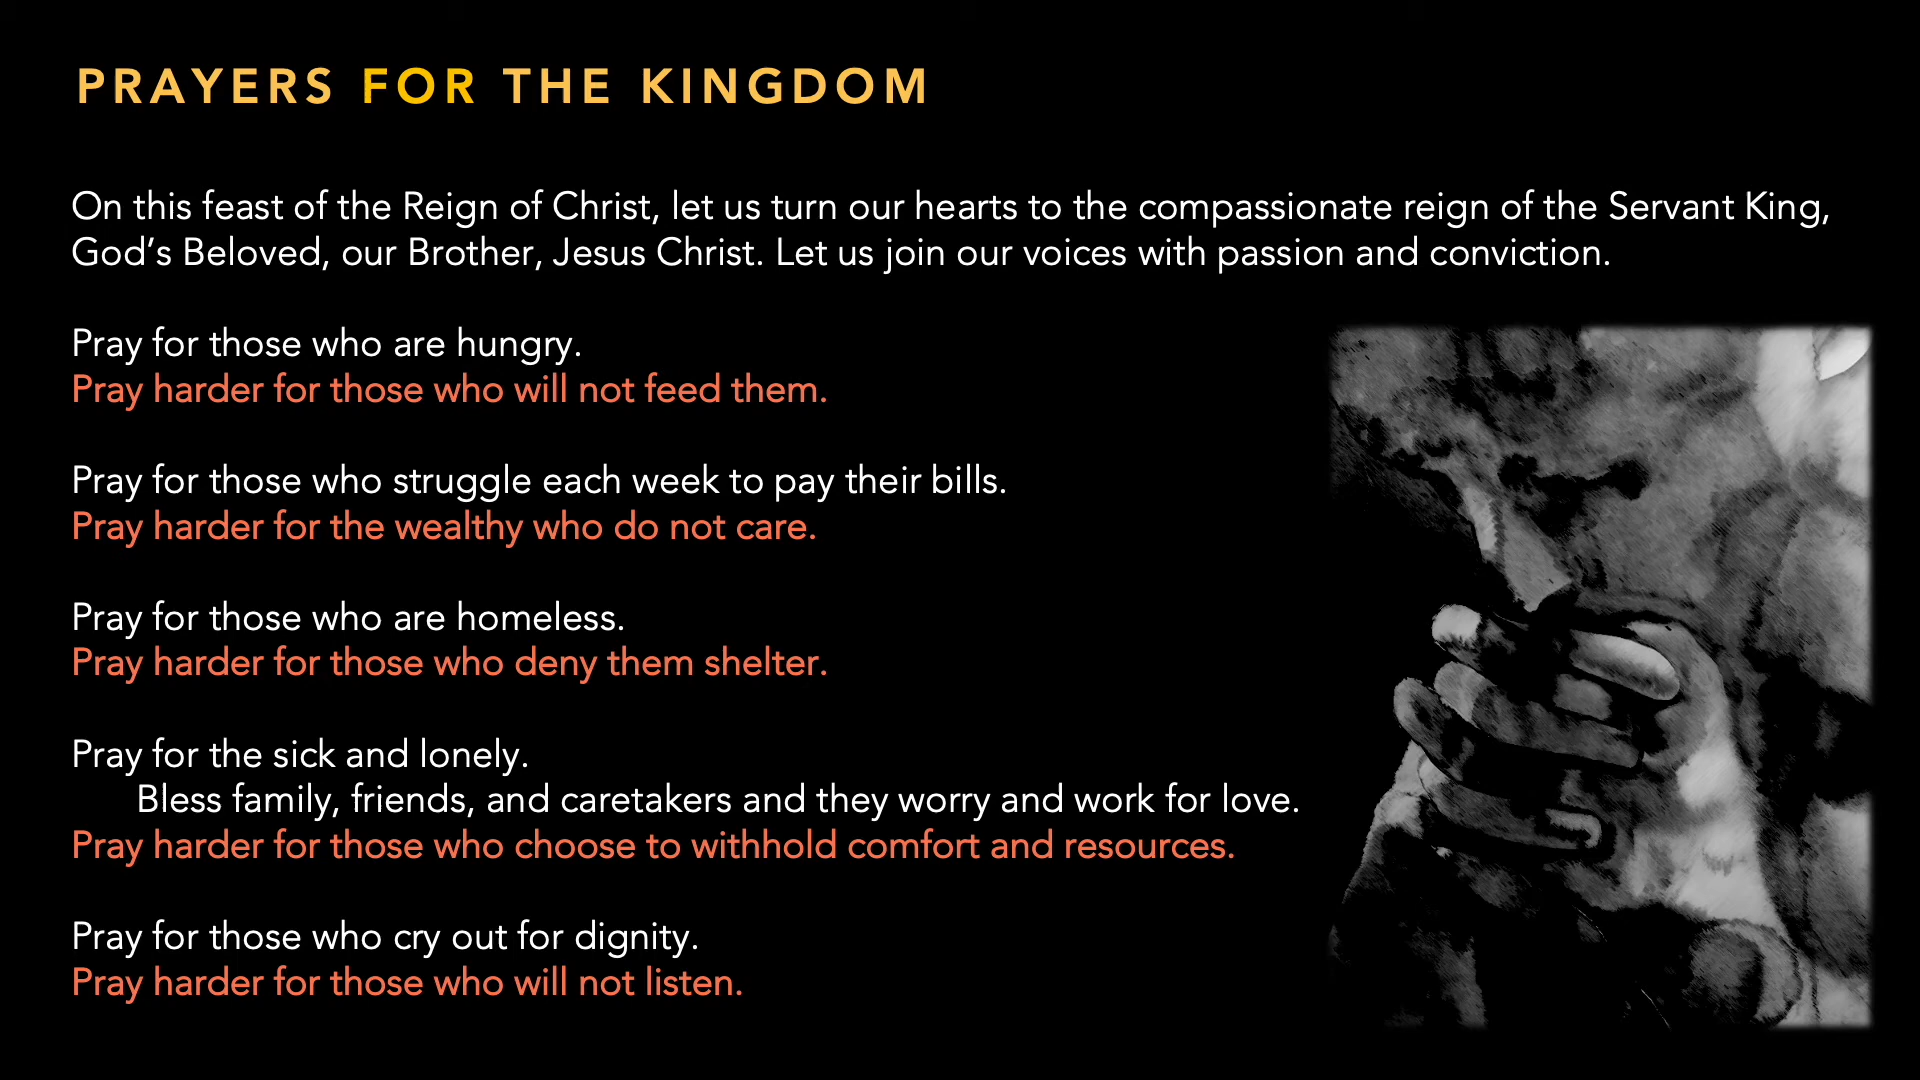 PRAYERS FOR THE KINGDOM
On this feast of the Reign of Christ, let us turn our hearts to the compassionate reign of the Servant King,
God’s Beloved, our Brother, Jesus Christ. Let us join our voices with passion and conviction.
Pray for those who are hungry.
Pray harder for those who will not feed them.
Pray for those who struggle each week to pay their bills.
Pray harder for the wealthy who do not care.
Pray for those who are homeless.
Pray harder for those who deny them shelter.
Pray for the sick and lonely.
Bless family, friends, and caretakers and they worry and work for love.
Pray harder for those who choose to withhold comfort and resources.
Pray for those who cry out for dignity.
Pray harder for those who will not listen.